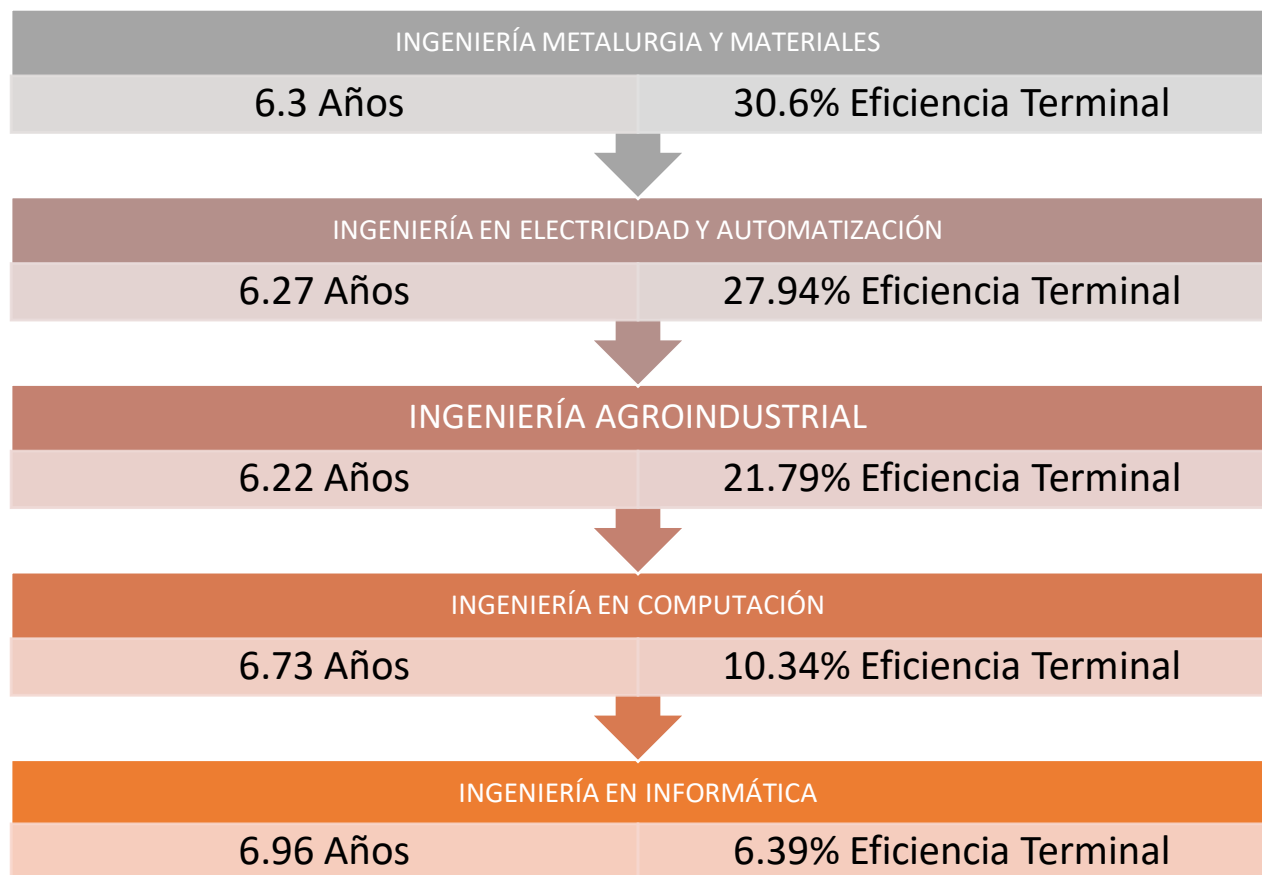 INGENIERÍA METALURGIA Y MATERIALES
6.3 Años 30.6% Eficiencia Terminal
INGENIERÍA EN ELECTRICIDAD Y AUTOMATIZACIÓN
6.27 Años 27.94% Eficiencia Terminal
INGENIERÍA AGROINDUSTRIAL
6.22 Años 21.79% Eficiencia Terminal
INGENIERÍA EN COMPUTACIÓN
6.73 Años 10.34% Eficiencia Terminal
INGENIERÍA EN INFORMÁTICA
6.96 Años 6.39% Eficiencia Terminal